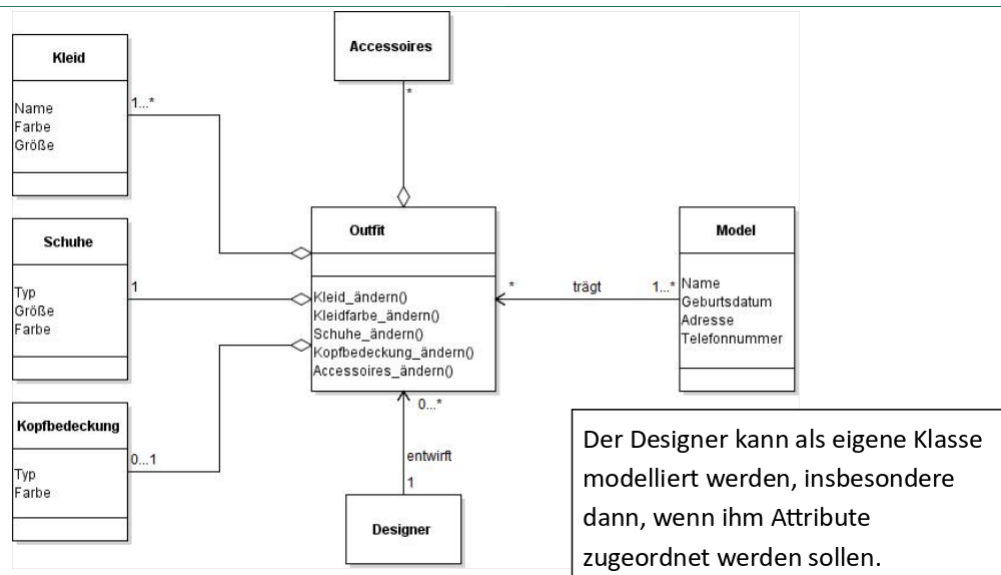 Kleid
Name
Farbe
Größe
1...*
Accessoires
*
Schuhe
Typ
Größe
Farbe
1
Outfit
Kleid_ändern()
Kleidfarbe_ändern()
Schuhe_ändern()
Kopfbedeckung_ändern()
Accessoires_ändern()
* trägt 1...*
Model
Name
Geburtsdatum
Adresse
Telefonnummer
Kopfbedeckung
Typ
Farbe
0...1
0...*
entwirft
1
Designer
Der Designer kann als eigene Klasse
modelliert werden, insbesondere
dann, wenn ihm Attribute
zugeordnet werden sollen.